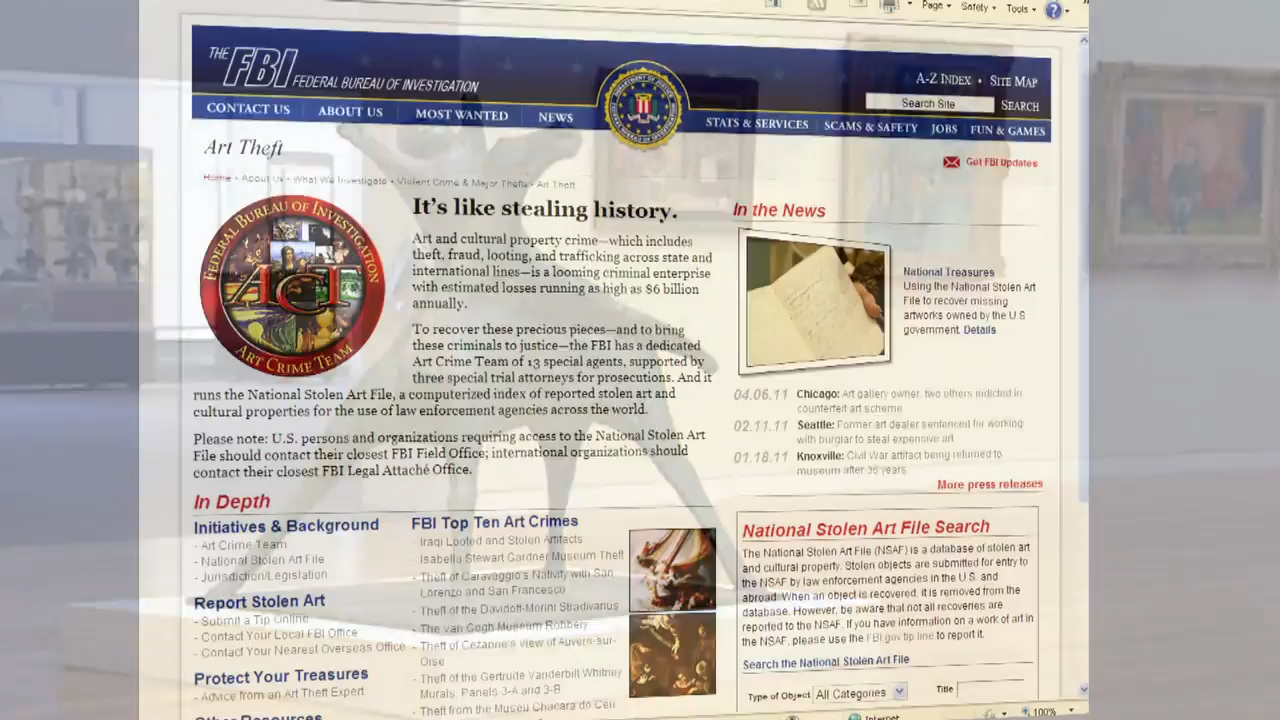 Page
Safety
Tools
THE FBI FEDERAL BUREAU OF INVESTIGATION
A-Z INDEX • SITE MAP
Search Site
SEARCH
CONTACT US
ABOUT US
MOST WANTED
NEWS
STATS & SERVICES
SCAMS & SAFETY
JOBS
FUN & GAMES
Art Theft
Get FBI Updates
Home • About Us • What We Investigate • Violent Crime & Major Thefts • Art Theft
FEDERAL BUREAU OF INVESTIGATION
ACT
ART CRIME TEAM
It's like stealing history.
Art and cultural property crime—which includes
theft, fraud, looting, and trafficking across state and
international lines—is a looming criminal enterprise
with estimated losses running as high as $6 billion
annually.
To recover these precious pieces—and to bring
these criminals to justice—the FBI has a dedicated
Art Crime Team of 13 special agents, supported by
three special trial attorneys for prosecutions. And it
runs the National Stolen Art File, a computerized index of reported stolen art and
cultural properties for the use of law enforcement agencies across the world.
Please note: U.S. persons and organizations requiring access to the National Stolen Art
File should contact their closest FBI Field Office; international organizations should
contact their closest FBI Legal Attaché Office.
In the News
National Treasures
Using the National Stolen Art
File to recover missing
artworks owned by the U.S
government. Details
04.06.11 Chicago: Art gallery owner, two others indicted in
counterfeit art scheme
02.11.11 Seattle: Former art dealer sentenced for working
with burglar to steal expensive art
01.18.11 Knoxville: Civil War artifact being returned to
museum after 36 years
More press releases
In Depth
Initiatives & Background
- Art Crime Team
- National Stolen Art File
- Jurisdiction/Legislation
Report Stolen Art
- Submit a Tip Online
- Contact Your Local FBI Office
- Contact Your Nearest Overseas Office
Protect Your Treasures
- Advice from an Art Theft Expert
Other Resources
FBI Top Ten Art Crimes
- Iraqi Looted and Stolen Artifacts
- Isabella Stewart Gardner Museum Theft
- Theft of Caravaggio's Nativity with San
Lorenzo and San Francesco
- Theft of the Davidoff-Morini Stradivarius
- The Van Gogh Museum Robbery
- Theft of Cezanne's View of Auvers-sur-
Oise
- Theft of the Gertrude Vanderbilt Whitney
Murals, Panels 3-A and 3-B
- Theft from the Museu Chacara do Céu
National Stolen Art File Search
The National Stolen Art File (NSAF) is a database of stolen art
and cultural property. Stolen objects are submitted for entry to
the NSAF by law enforcement agencies in the U.S. and
abroad. When an object is recovered, it is removed from the
database. However, be aware that not all recoveries are
reported to the NSAF. If you have information on a work of art in
the NSAF, please use the FBI.gov tip line to report it.
Search the National Stolen Art File
Type of Object
All Categories
Title
Internet
100%